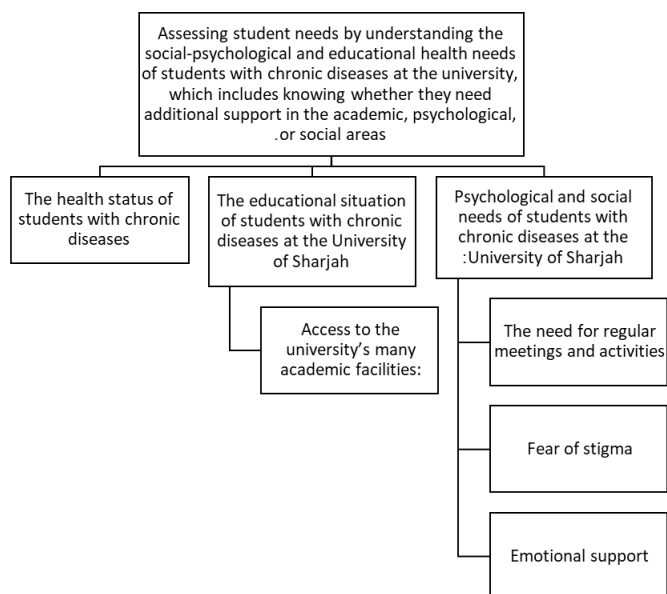 Assessing student needs by understanding the
social-psychological and educational health needs
of students with chronic diseases at the university,
which includes knowing whether they need
additional support in the academic, psychological,
.or social areas
The health status of
students with chronic
diseases
The educational situation
of students with chronic
diseases at the University
of Sharjah
Psychological and social
needs of students with
chronic diseases at the
:University of Sharjah
Access to the
university’s many
academic facilities:
The need for regular
meetings and activities
Fear of stigma
Emotional support